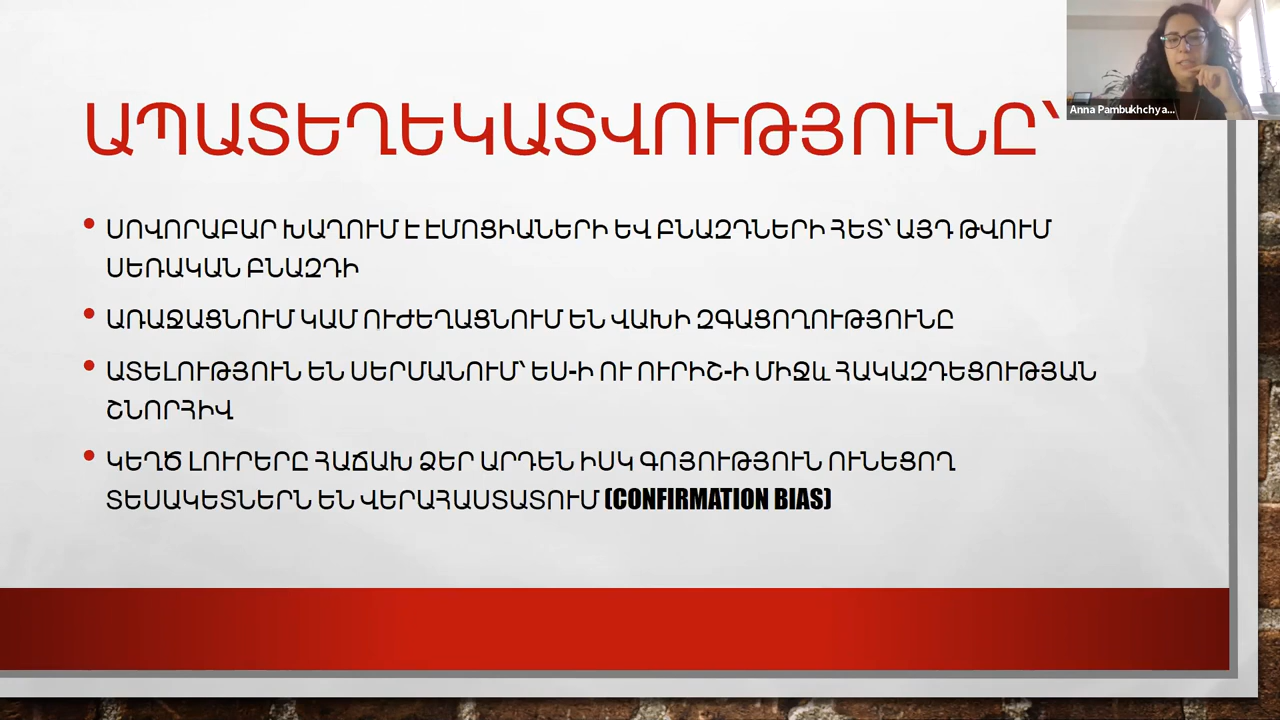 ԱՊԱՏԵՂԵԿԱՏՎՈՒԹՅՈՒՆԸ՝
Anna Pambukhchya...
• ՍՈՎՈՐԱԲԱՐ ԽԱՂՈՒՄ Է ԷՄՈՑԻԱՆԵՐԻ ԵՎ ԲՆԱԶԴՆԵՐԻ ՀԵՏ՝ ԱՅԴ ԹՎՈՒՄ
ՍԵՌԱԿԱՆ ԲՆԱԶԴԻ
• ԱՌԱՋԱՑՆՈՒՄ ԿԱՄ ՈՒԺԵՂԱՑՆՈՒՄ ԵՆ ՎԱԽԻ ԶԳԱՑՈՂՈՒԹՅՈՒՆԸ
• ԱՏԵԼՈՒԹՅՈՒՆ ԵՆ ՍԵՐՄԱՆՈՒՄ՝ ԵՍ-Ի ՈՒ ՈՒՐԻՇ-Ի ՄԻՋև ՀԱԿԱԶԴԵՑՈՒԹՅԱՆ
ՇՆՈՐՀԻՎ
• ԿԵՂԾ ԼՈՒՐԵՐԸ ՀԱՃԱԽ ՁԵՐ ԱՐԴԵՆ ԻՍԿ ԳՈՅՈՒԹՅՈՒՆ ՈՒՆԵՑՈՂ
ՏԵՍԱԿԵՏՆԵՐՆ ԵՆ ՎԵՐԱՀԱՍՏԱՏՈՒՄ (CONFIRMATION BIAS)